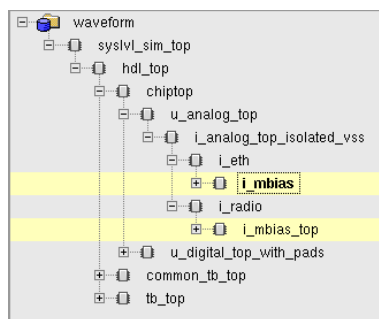 waveform
syslvl_sim_top
hdl_top
chiptop
u_analog_top
i_analog_top_isolated_vss
i_eth
i_mbias
i_radio
i_mbias_top
u_digital_top_with_pads
common_tb_top
tb_top